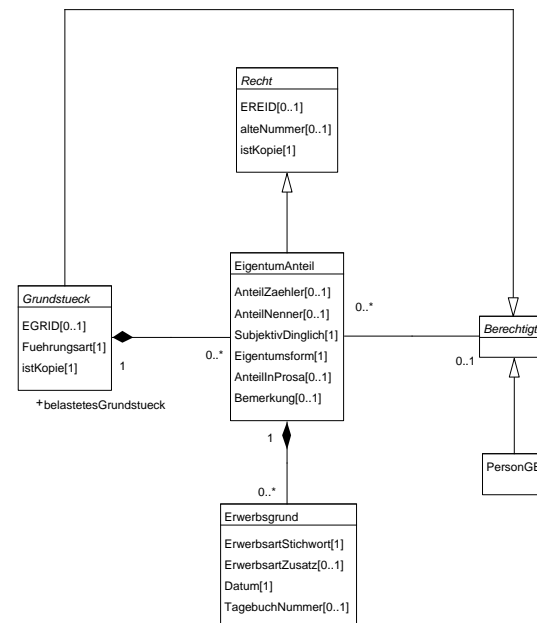 Recht
EREID[0..1]
alteNummer[0..1]
istKopie[1]
EigentumAnteil
AnteilZaehler[0..1]
AnteilNenner[0..1]
SubjektivDinglich[1]
Eigentumsform[1]
AnteilInProsa[0..1]
Bemerkung[0..1]
Grundstueck
EGRID[0..1]
Fuehrungsart[1]
istKopie[1]
1
0..*
+belastetesGrundstueck
0..*
0..1
Berechtigt
PersonGB
1
0..*
Erwerbsgrund
ErwerbsartStichwort[1]
ErwerbsartZusatz[0..1]
Datum[1]
TagebuchNummer[0..1]